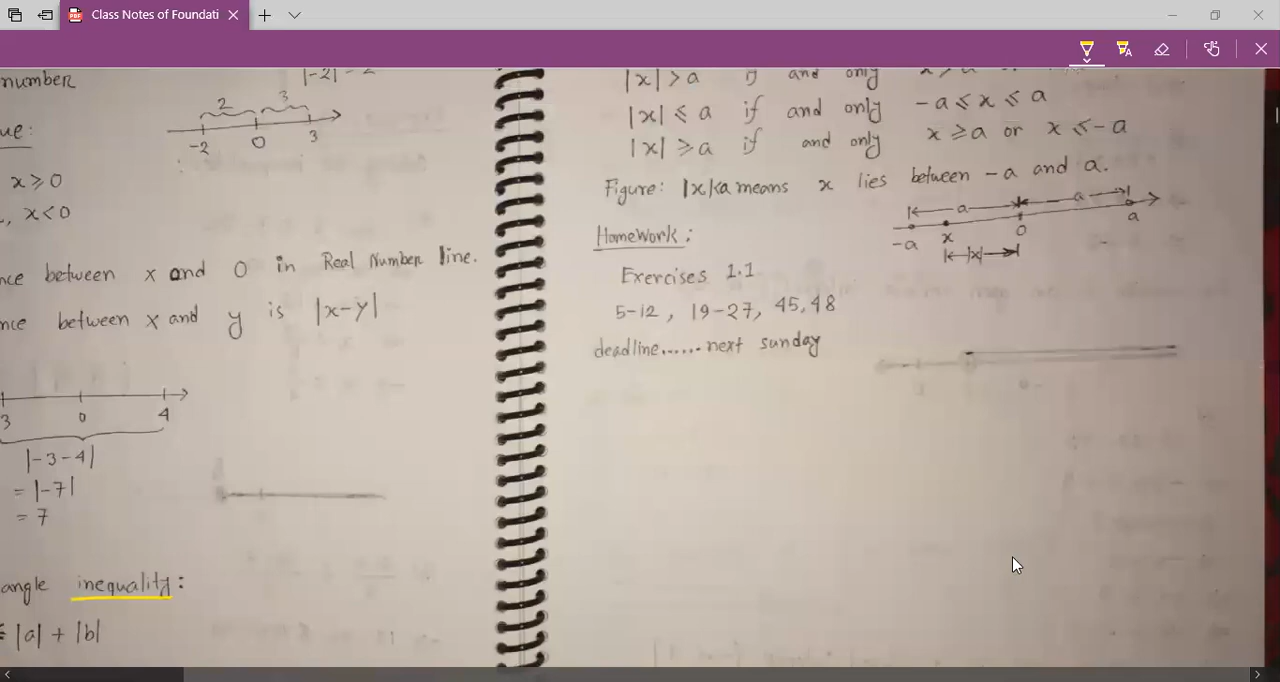 Class Notes of Foundati
number
|-2| = 2
2 3
-2 0 3
ue:
x ⩾ 0
, x < 0
nce between x and 0 in Real Number line.
nce between x and y is |x-y|
3 0 4
|-3-4|
= |-7|
= 7
angle inequality:
|a| + |b|
|x| > a if and only
|x| ⩽ a if and only -a ⩽ x ⩽ a
|x| ⩾ a if and only x ⩾ a or x ⩽ -a
Figure: |x|<a means x lies between -a and a.
a a
-a x 0 a
|x|
Homework:
Exercises 1.1
5-12, 19-27, 45, 48
deadline......next sunday